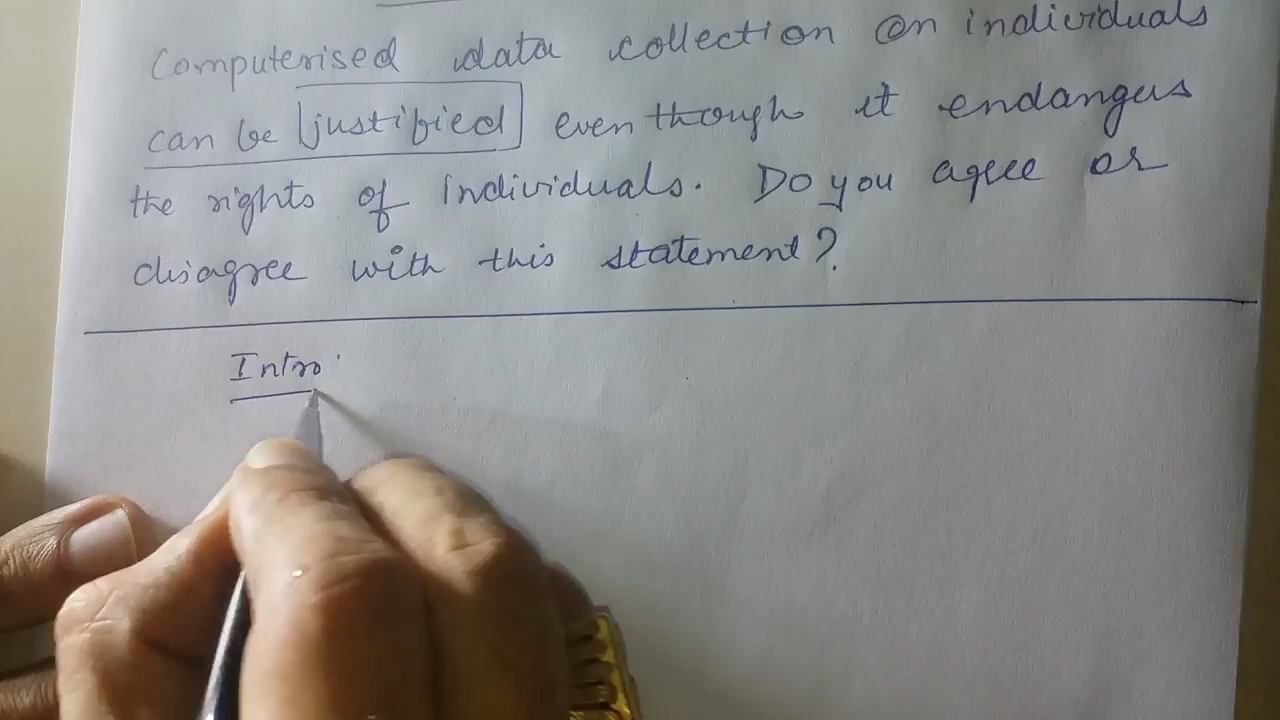 Computerised data collection on individuals
can be justified even though it endangers
the rights of individuals. Do you agree or
disagree with this statement?
Intro